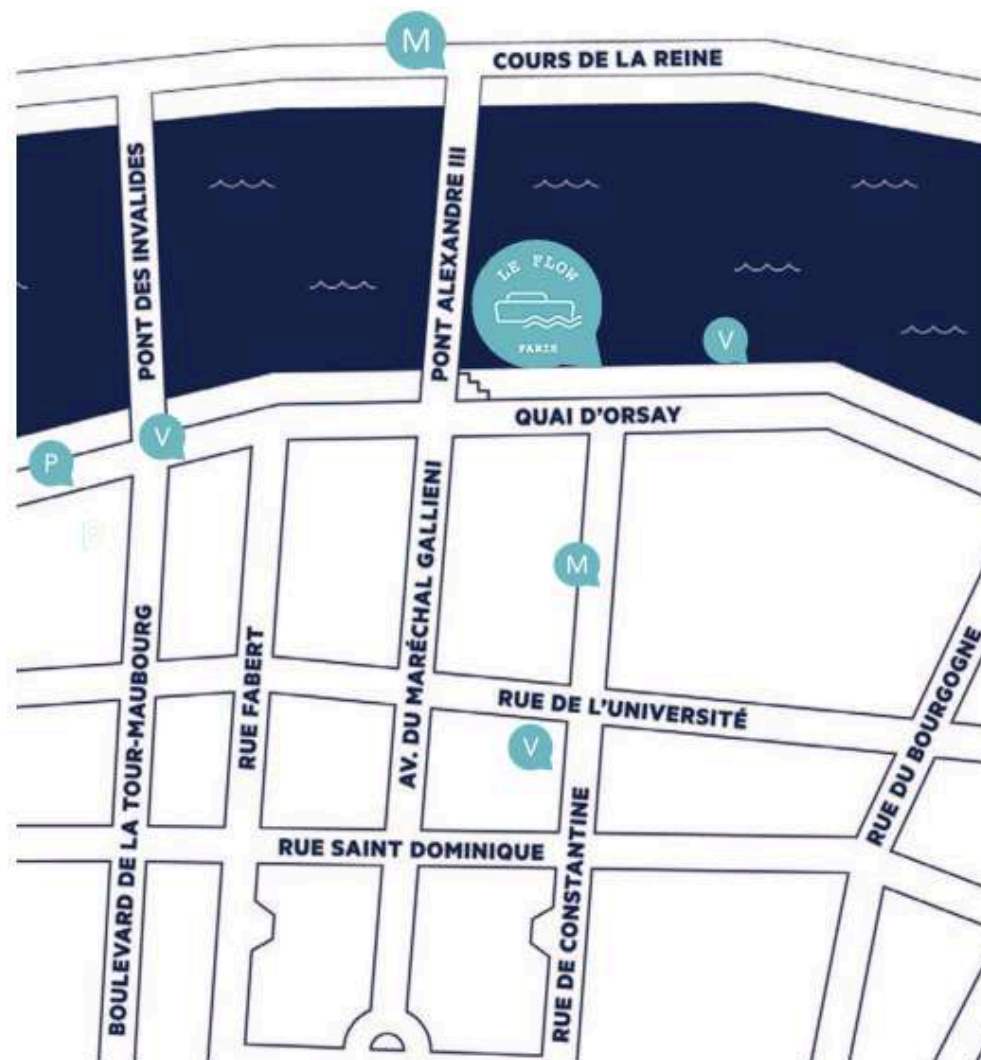 M
COURS DE LA REINE
PONT DES INVALIDES
PONT ALEXANDRE III
LE FLOW
PARIS
V
QUAI D'ORSAY
V
P
AV. DU MARÉCHAL GALLIENI
M
BOULEVARD DE LA TOUR-MAUBOURG
RUE FABERT
RUE DE L'UNIVERSITÉ
V
RUE DU BOURGOGNE
RUE SAINT DOMINIQUE
RUE DE CONSTANTINE